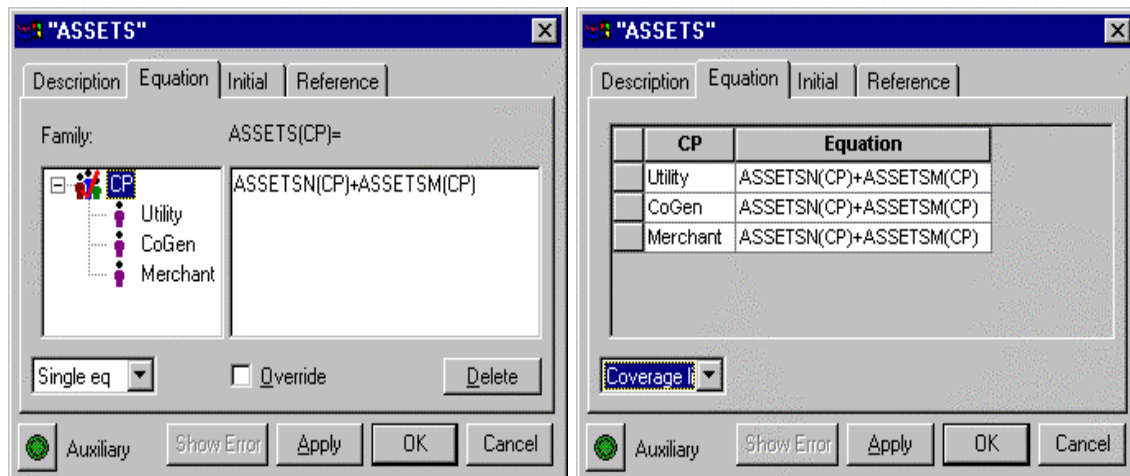 "ASSETS"
Description Equation Initial Reference
Family: ASSETS(CP)=
CP ASSETSN(CP)+ASSETSM(CP)
Utility
CoGen
Merchant
Single eq Override Delete
Auxiliary Show Error Apply OK Cancel
"ASSETS"
Description Equation Initial Reference
CP Equation
Utility ASSETSN(CP)+ASSETSM(CP)
CoGen ASSETSN(CP)+ASSETSM(CP)
Merchant ASSETSN(CP)+ASSETSM(CP)
Coverage li
Auxiliary Show Error Apply OK Cancel